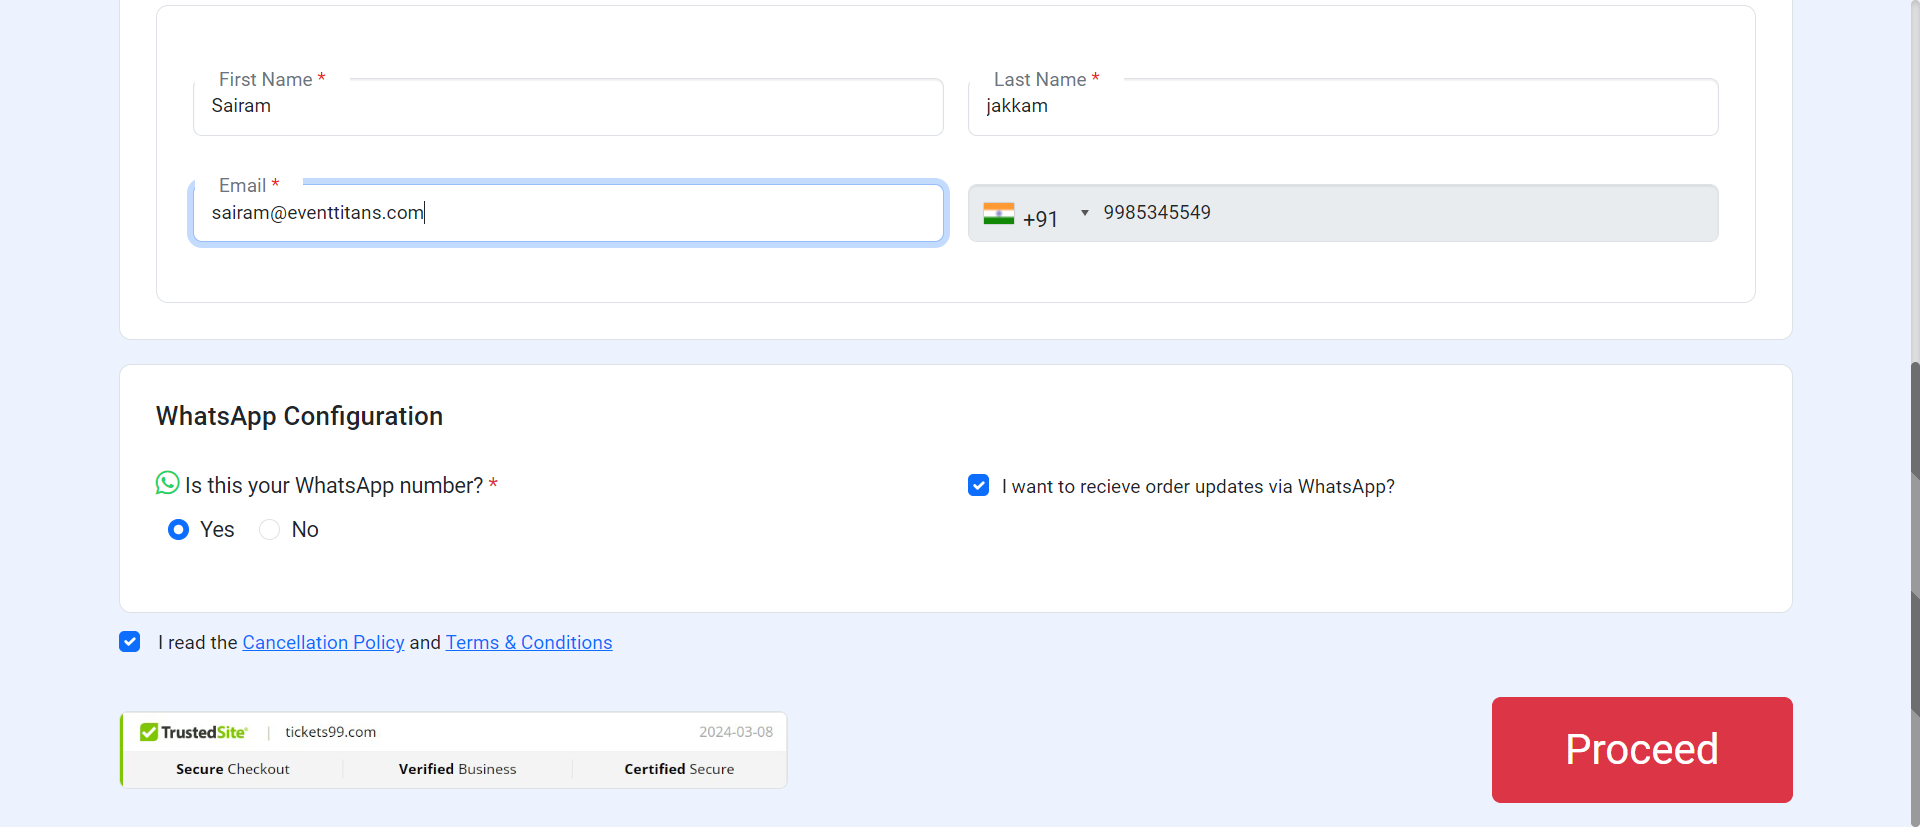 First Name *
Last Name *
Sairam
jakkam
Email *
sairam@eventtitans.com
+91 9985345549
WhatsApp Configuration
Is this your WhatsApp number? *
I want to recieve order updates via WhatsApp?
Yes No
I read the Cancellation Policy and Terms & Conditions
TrustedSite | tickets99.com 2024-03-08
Secure Checkout Verified Business Certified Secure
Proceed